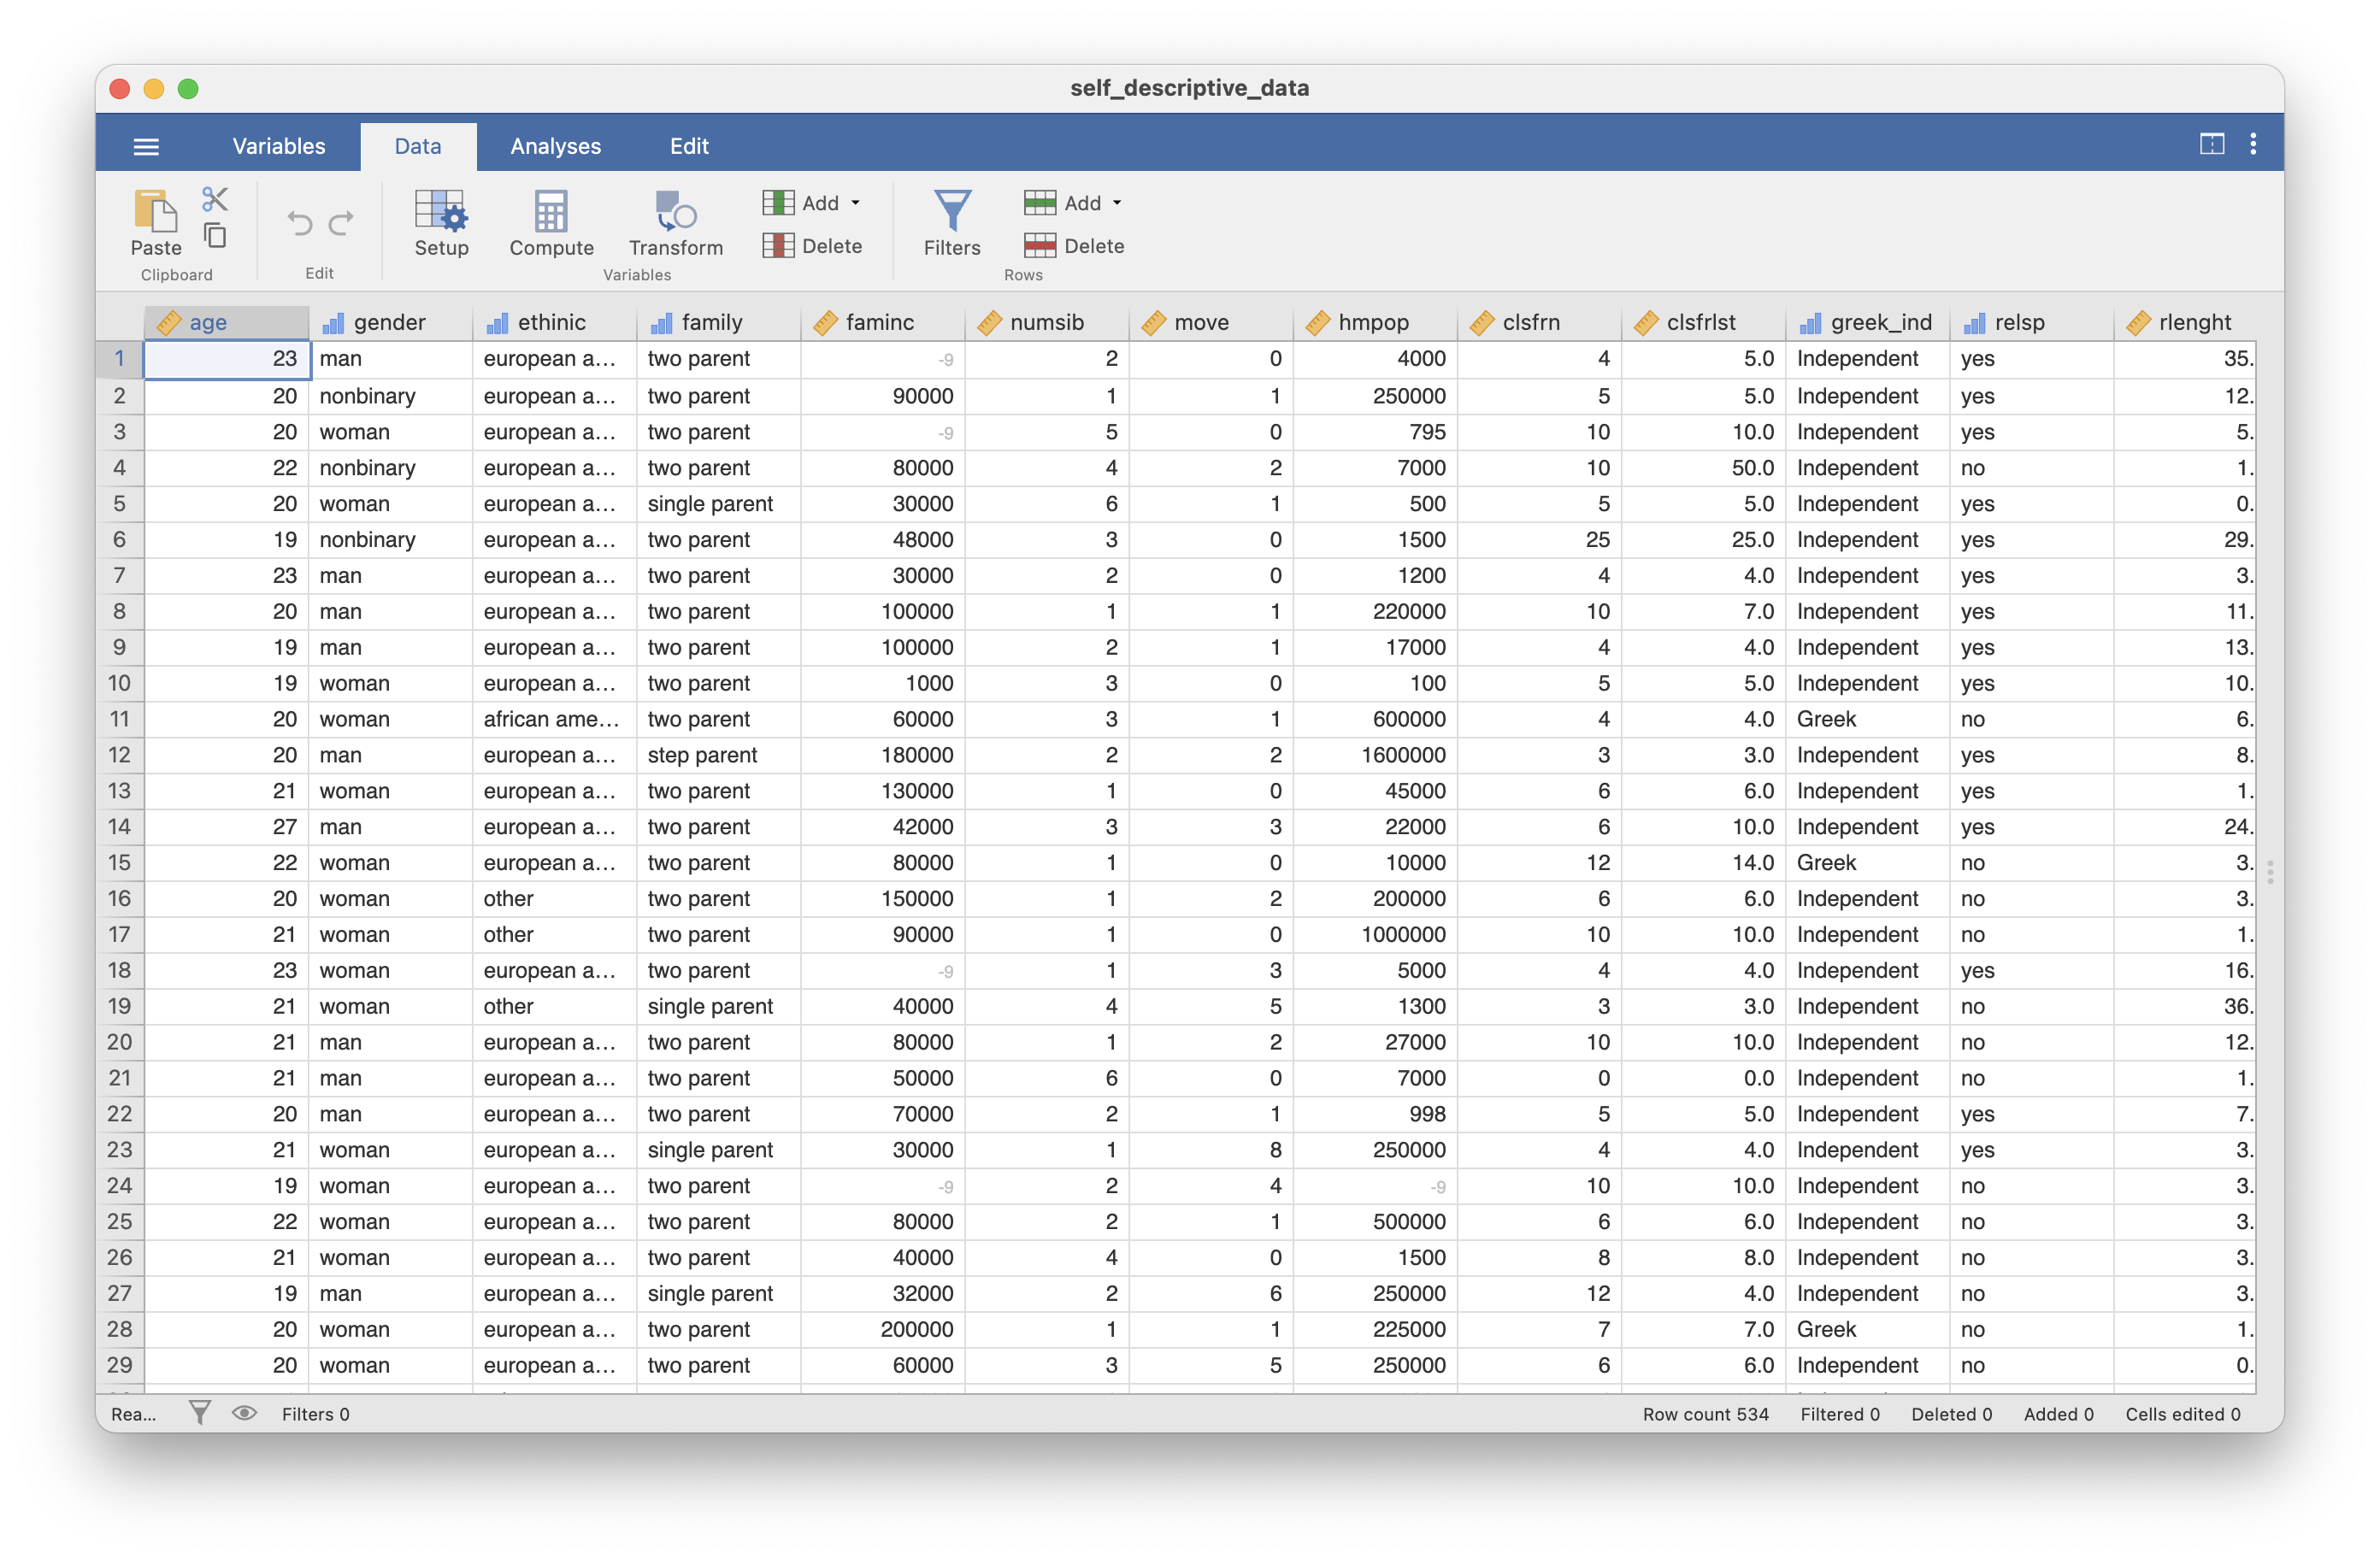 self_descriptive_data
Variables Data Analyses Edit
Paste Setup Compute Transform Add Delete Filters Add Delete
Clipboard Edit Variables Rows
age gender ethinic family faminc numsib move hmpop clsfrn clsfrlst greek_ind relsp rlenght
1 23 man european a... two parent -9 2 0 4000 4 5.0 Independent yes 35.
2 20 nonbinary european a... two parent 90000 1 1 250000 5 5.0 Independent yes 12.
3 20 woman european a... two parent -9 5 0 795 10 10.0 Independent yes 5.
4 22 nonbinary european a... two parent 80000 4 2 7000 10 50.0 Independent no 1.
5 20 woman european a... single parent 30000 6 1 500 5 5.0 Independent yes 0.
6 19 nonbinary european a... two parent 48000 3 0 1500 25 25.0 Independent yes 29.
7 23 man european a... two parent 30000 2 0 1200 4 4.0 Independent yes 3.
8 20 man european a... two parent 100000 1 1 220000 10 7.0 Independent yes 11.
9 19 man european a... two parent 100000 2 1 17000 4 4.0 Independent yes 13.
10 19 woman european a... two parent 1000 3 0 100 5 5.0 Independent yes 10.
11 20 woman african ame... two parent 60000 3 1 600000 4 4.0 Greek no 6.
12 20 man european a... step parent 180000 2 2 1600000 3 3.0 Independent yes 8.
13 21 woman european a... two parent 130000 1 0 45000 6 6.0 Independent yes 1.
14 27 man european a... two parent 42000 3 3 22000 6 10.0 Independent yes 24.
15 22 woman european a... two parent 80000 1 0 10000 12 14.0 Greek no 3.
16 20 woman other two parent 150000 1 2 200000 6 6.0 Independent no 3.
17 21 woman other two parent 90000 1 0 1000000 10 10.0 Independent no 1.
18 23 woman european a... two parent -9 1 3 5000 4 4.0 Independent yes 16.
19 21 woman other single parent 40000 4 5 1300 3 3.0 Independent no 36.
20 21 man european a... two parent 80000 1 2 27000 10 10.0 Independent no 12.
21 21 man european a... two parent 50000 6 0 7000 0 0.0 Independent no 1.
22 20 man european a... two parent 70000 2 1 998 5 5.0 Independent yes 7.
23 21 woman european a... single parent 30000 1 8 250000 4 4.0 Independent yes 3.
24 19 woman european a... two parent -9 2 4 -9 10 10.0 Independent no 3.
25 22 woman european a... two parent 80000 2 1 500000 6 6.0 Independent no 3.
26 21 woman european a... two parent 40000 4 0 1500 8 8.0 Independent no 3.
27 19 man european a... single parent 32000 2 6 250000 12 4.0 Independent no 3.
28 20 woman european a... two parent 200000 1 1 225000 7 7.0 Greek no 1.
29 20 woman european a... two parent 60000 3 5 250000 6 6.0 Independent no 0.
Rea... Filters 0 Row count 534 Filtered 0 Deleted 0 Added 0 Cells edited 0